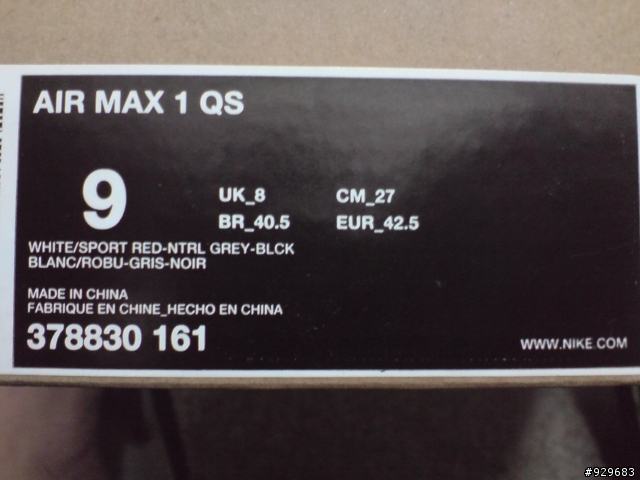 AIR MAX 1 QS
9
UK_8 CM_27
BR_40.5 EUR_42.5
WHITE/SPORT RED-NTRL GREY-BLCK
BLANC/ROBU-GRIS-NOIR
MADE IN CHINA
FABRIQUE EN CHINE_HECHO EN CHINA
378830 161
WWW.NIKE.COM
#929683